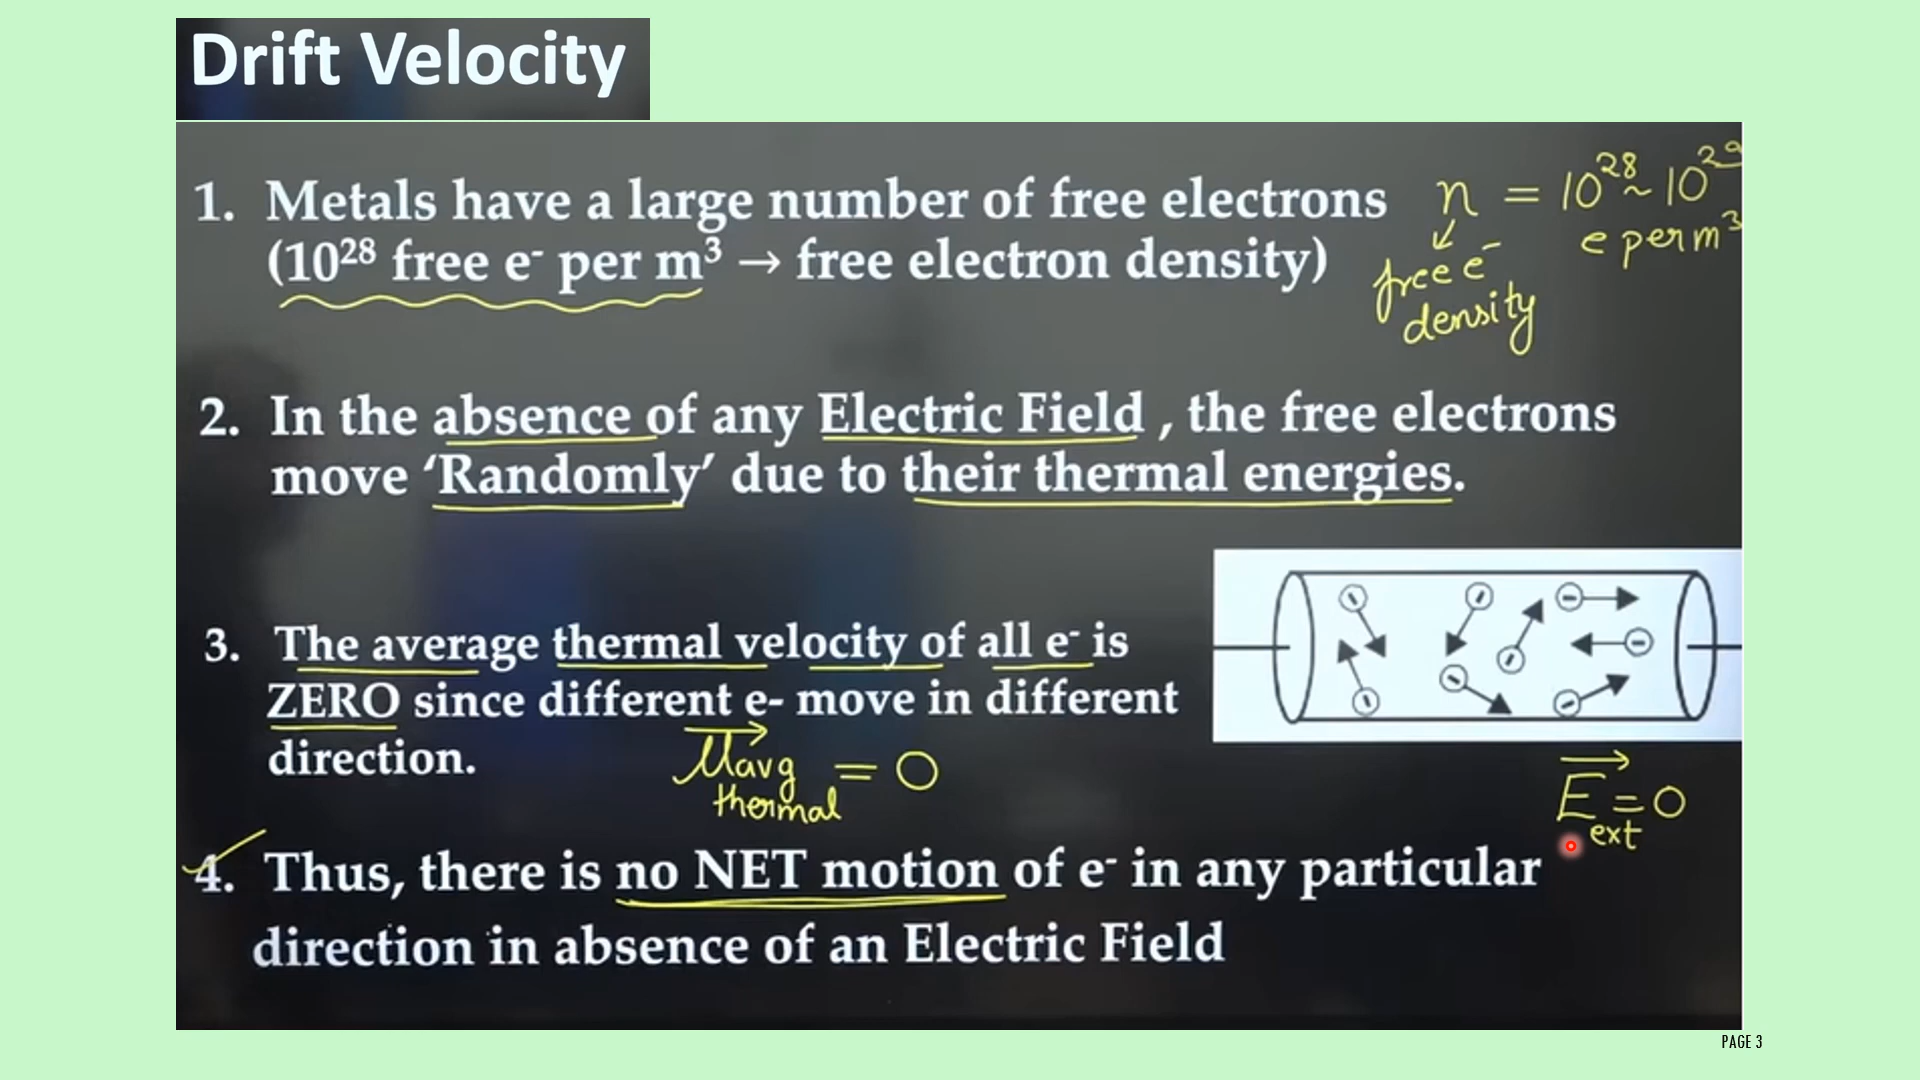 Drift Velocity
1. Metals have a large number of free electrons
(10²⁸ free e⁻ per m³ → free electron density)
n = 10²⁸ ~ 10²⁹
e per m³
free e⁻
density
2. In the absence of any Electric Field , the free electrons
move ‘Randomly’ due to their thermal energies.
3. The average thermal velocity of all e⁻ is
ZERO since different e- move in different
direction.
μavg = 0
thermal
E = 0
ext
4. Thus, there is no NET motion of e⁻ in any particular
direction in absence of an Electric Field
PAGE 3